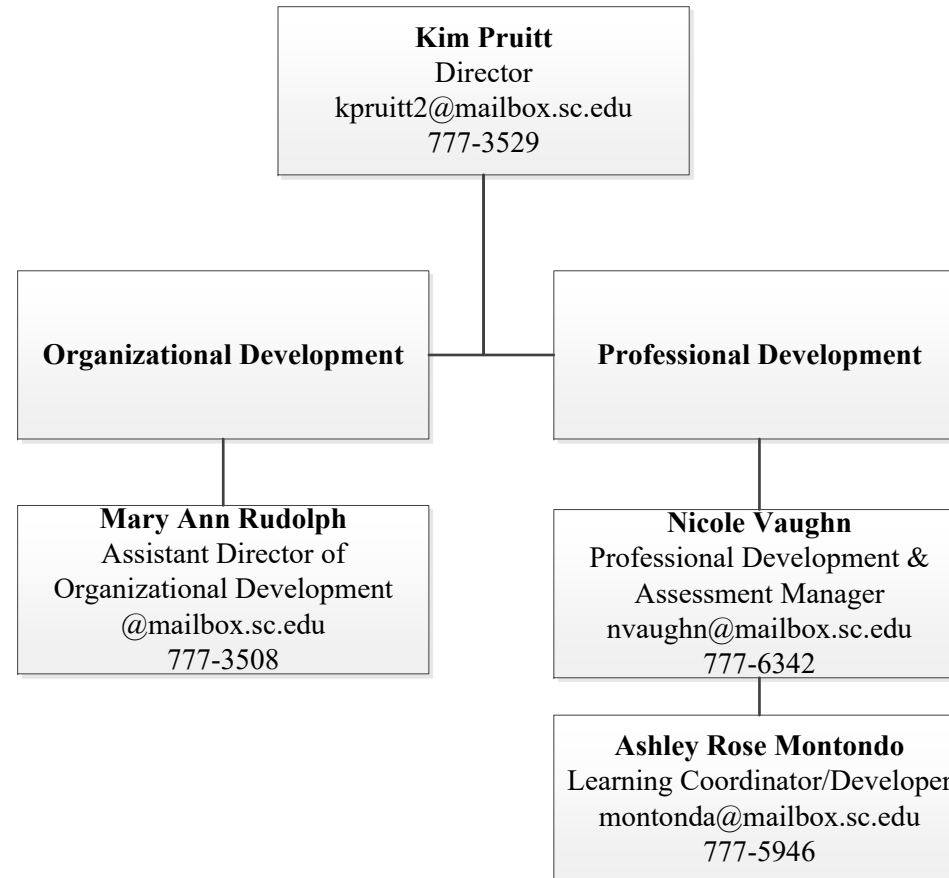 Kim Pruitt
Director
kpruitt2@mailbox.sc.edu
777-3529
Organizational Development
Professional Development
Mary Ann Rudolph
Assistant Director of
Organizational Development
@mailbox.sc.edu
777-3508
Nicole Vaughn
Professional Development &
Assessment Manager
nvaughn@mailbox.sc.edu
777-6342
Ashley Rose Montondo
Learning Coordinator/Developer
montonda@mailbox.sc.edu
777-5946